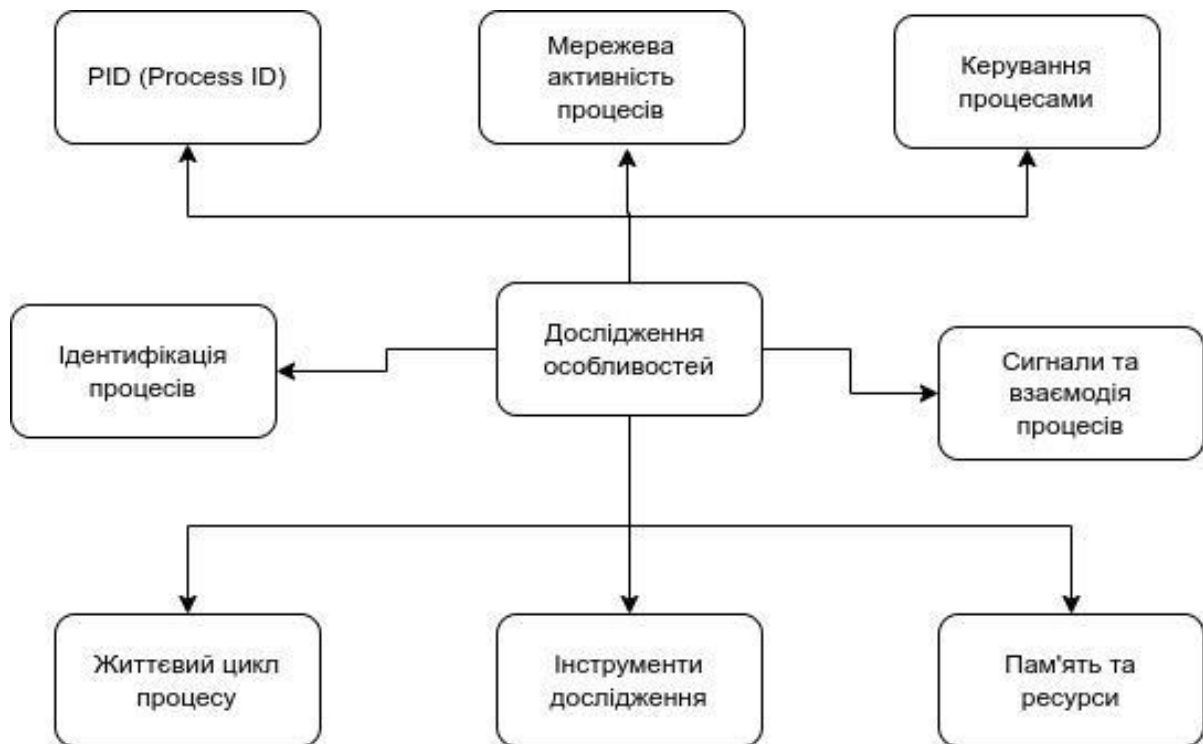 PID (Process ID)
Мережева
активність
процесів
Керування
процесами
Ідентифікація
процесів
Дослідження
особливостей
Сигнали та
взаємодія
процесів
Життєвий цикл
процесу
Інструменти
дослідження
Пам'ять та
ресурси